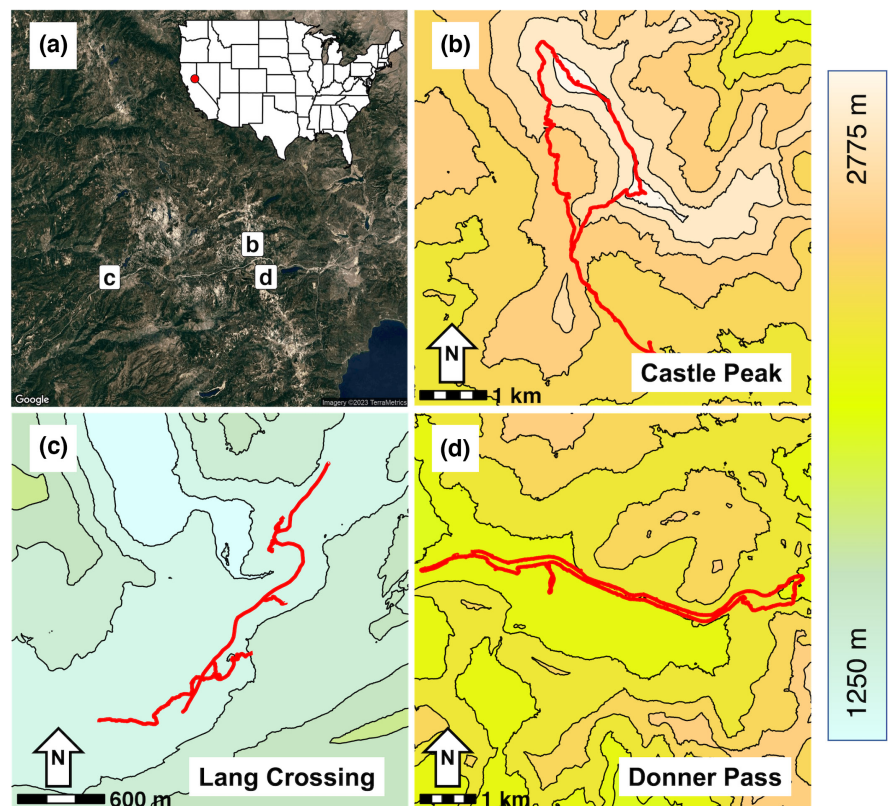 (a)
b
c
d
Google
Imagery ©2023 TerraMetrics
(b)
N
1 km
Castle Peak
2775 m
1250 m
(c)
N
600 m
Lang Crossing
(d)
N
1 km
Donner Pass